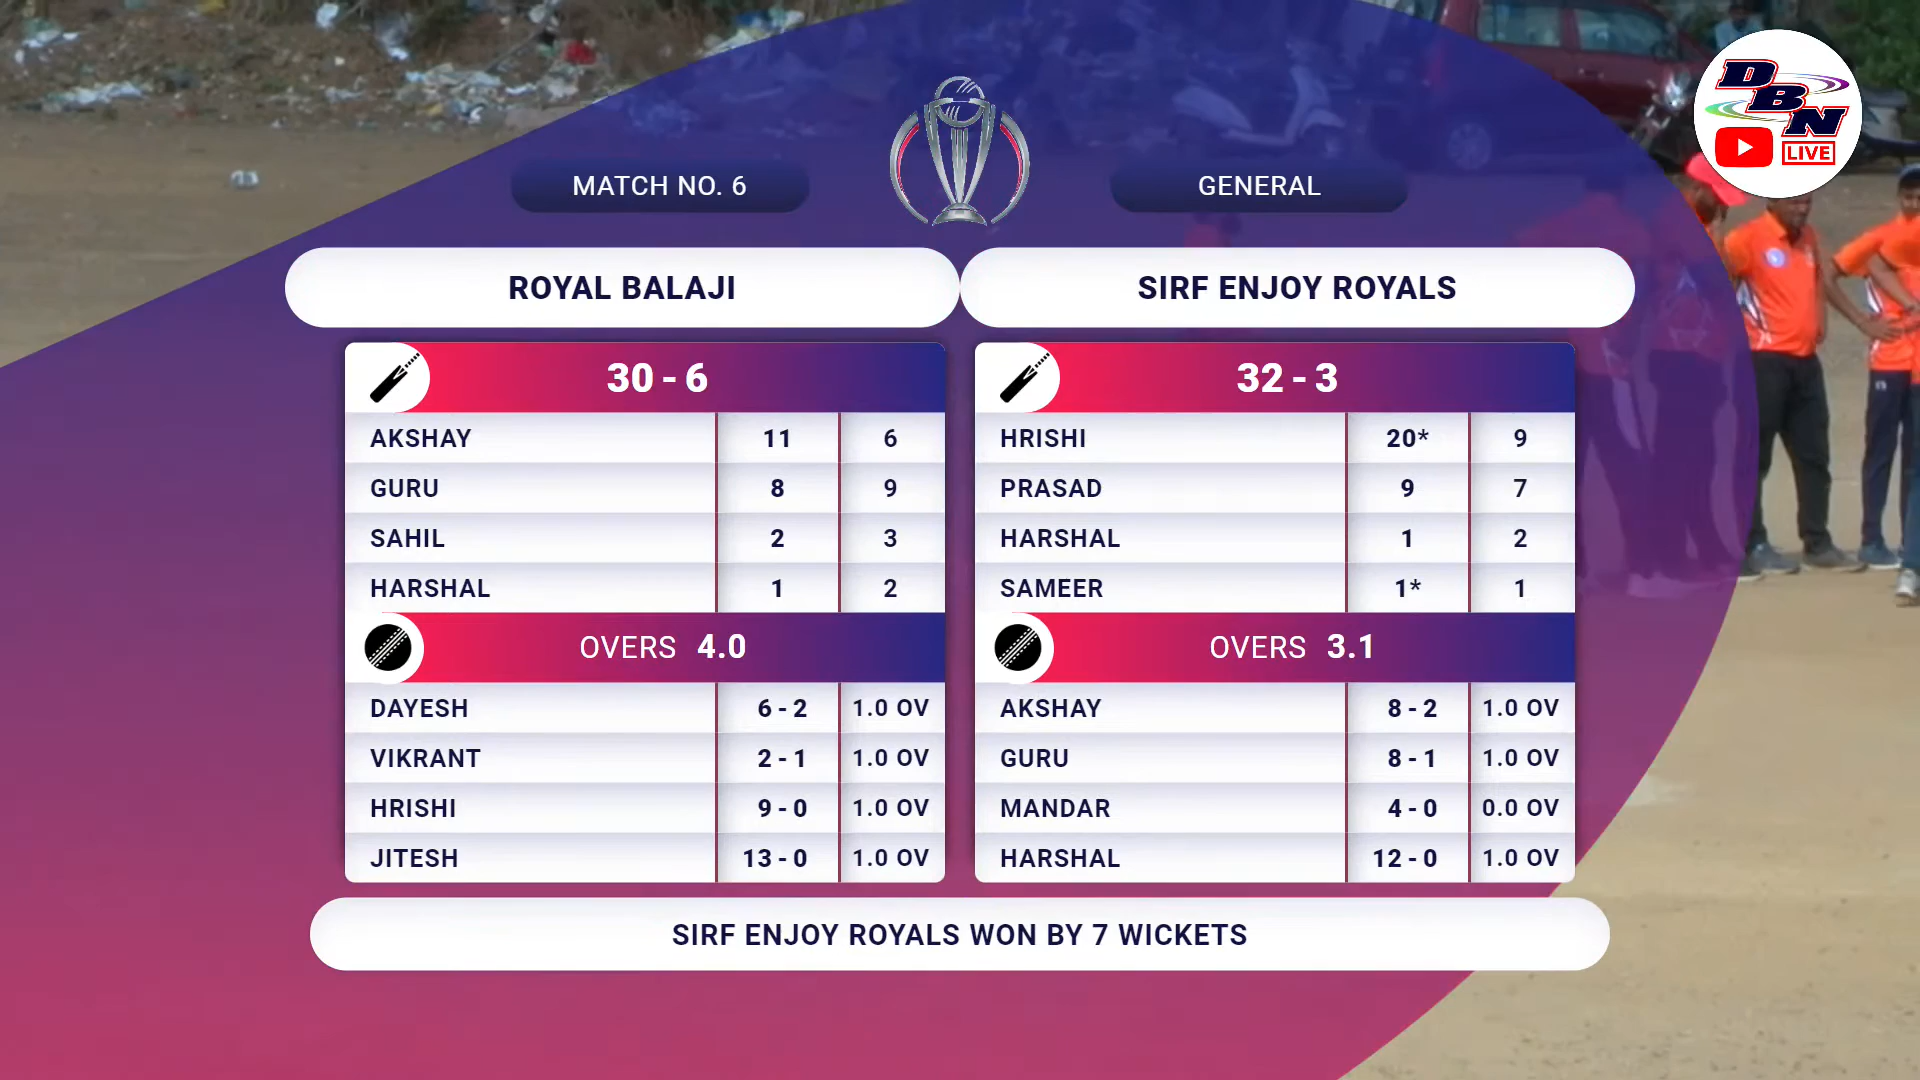 DBN
LIVE
MATCH NO. 6
GENERAL
ROYAL BALAJI
SIRF ENJOY ROYALS
30 - 6
AKSHAY 11 6
GURU 8 9
SAHIL 2 3
HARSHAL 1 2
OVERS 4.0
DAYESH 6 - 2 1.0 OV
VIKRANT 2 - 1 1.0 OV
HRISHI 9 - 0 1.0 OV
JITESH 13 - 0 1.0 OV
32 - 3
HRISHI 20* 9
PRASAD 9 7
HARSHAL 1 2
SAMEER 1* 1
OVERS 3.1
AKSHAY 8 - 2 1.0 OV
GURU 8 - 1 1.0 OV
MANDAR 4 - 0 0.0 OV
HARSHAL 12 - 0 1.0 OV
SIRF ENJOY ROYALS WON BY 7 WICKETS